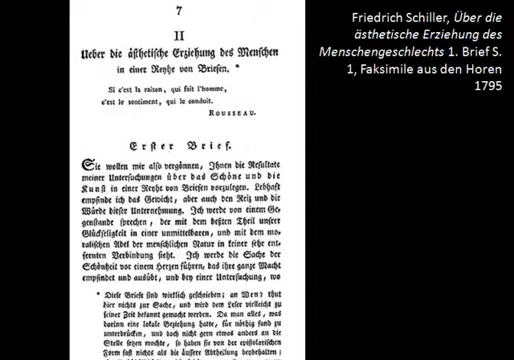 7
II
Ueber die ästhetische Erziehung des Menschen
in einer Reyhe von Briefen. *
Si c'est la raison, qui fait l'homme,
c'est le sentiment, qui le conduit.
ROUSSEAU.
Erster Brief.
Sie wollen mir also vergönnen, Ihnen die Resultate
meiner Untersuchungen über das Schöne und die
Kunst in einer Reyhe von Briefen vorzulegen. Lebhaft
empfinde ich das Gewicht, aber auch den Reiz und die
Würde dieser Unternehmung. Ich werde von einem Ge-
genstande sprechen, der mit dem beßten Theil unsrer
Glückseligkeit in einer unmittelbaren, und mit dem mo-
ralischen Adel der menschlichen Natur in keiner sehr ent-
fernten Verbindung steht. Ich werde die Sache der
Schönheit vor einem Herzen führen, das ihre ganze Macht
empfindet und ausübt, und bey einer Untersuchung, wo
* Diese Briefe sind wirklich geschrieben; an Wen? thut
hier nichts zur Sache, und wird dem Leser vielleicht zu
seiner Zeit bekannt gemacht werden. Da man alles, was
darinn eine lokale Beziehung hatte, für nöthig fand zu
unterdrücken, und doch nicht gern etwas anders an die
Stelle setzen mochte, so haben sie von der epistolarischen
Form fast nichts als die äussere Abtheilung beybehalten;
Friedrich Schiller, Über die
ästhetische Erziehung des
Menschengeschlechts 1. Brief S.
1, Faksimile aus den Horen
1795